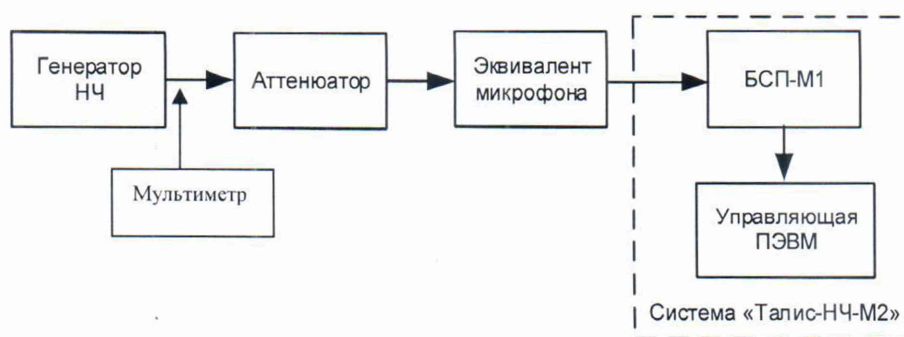 Генератор
НЧ
Аттенюатор
Эквивалент
микрофона
БСП-М1
Мультиметр
Управляющая
ПЭВМ
Система «Талис-НЧ-М2»